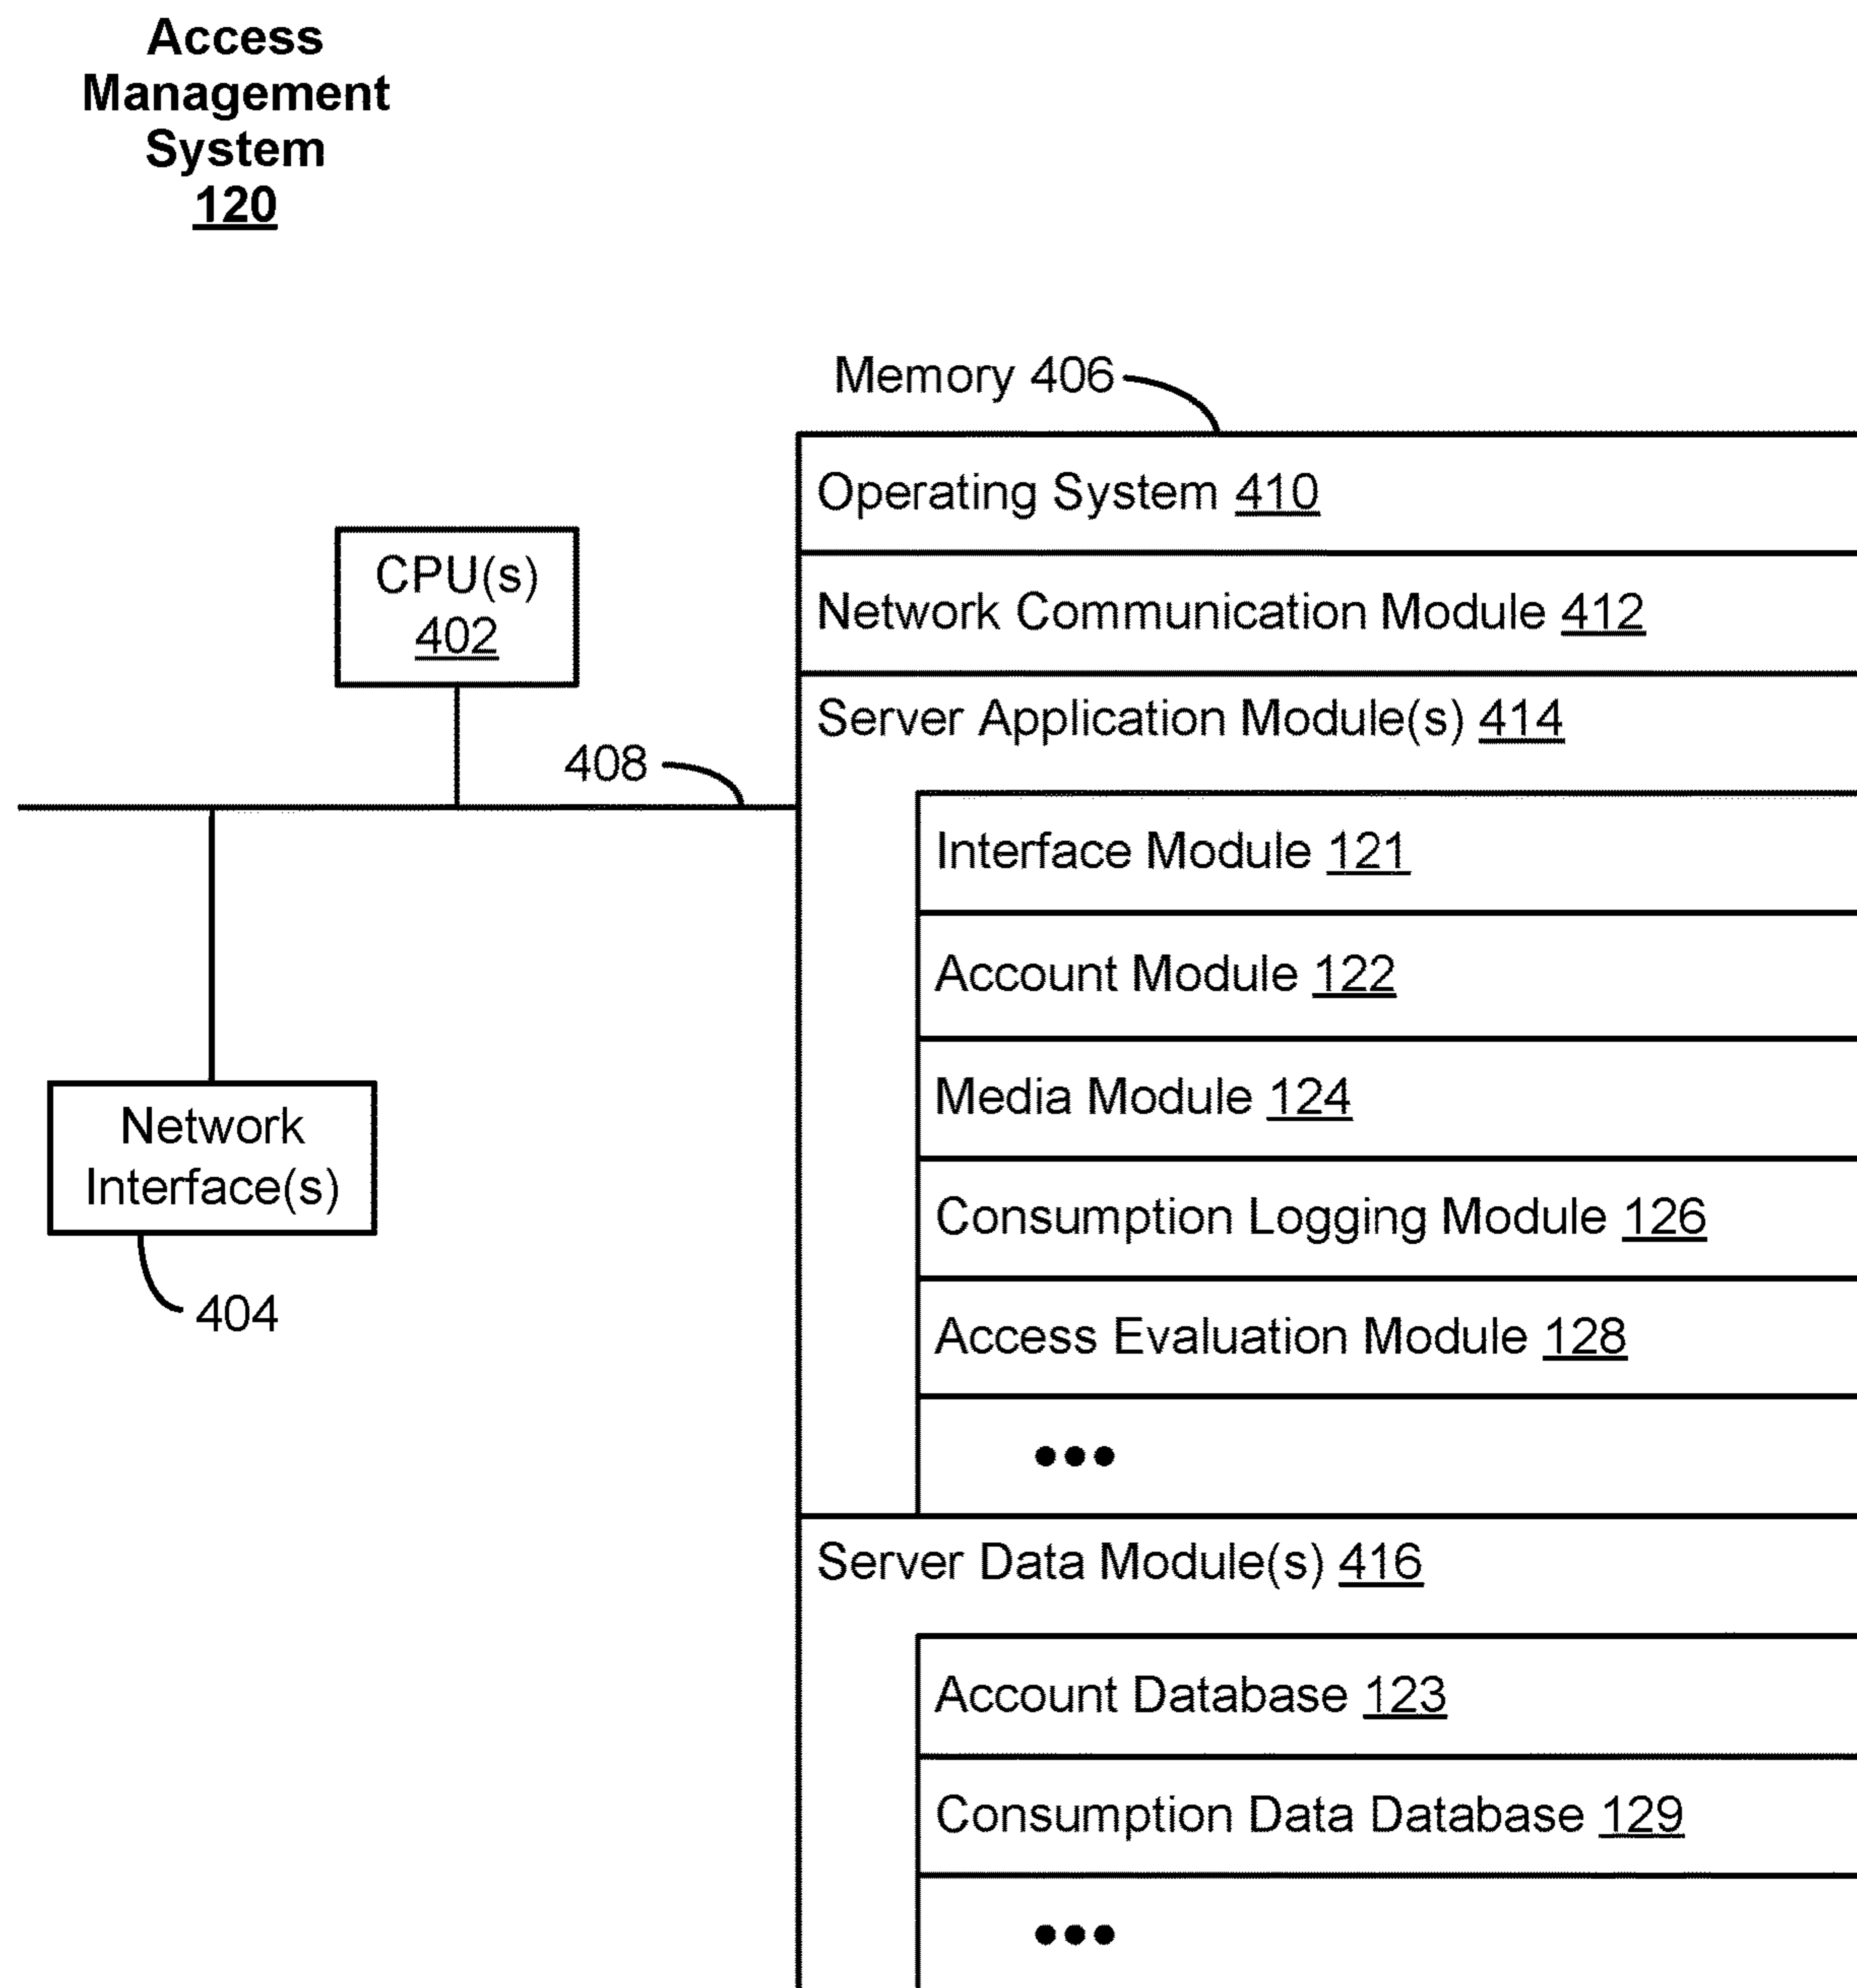 Access
Management
System
120
Memory 406
Operating System 410
CPU(s)
402
Network Communication Module 412
Server Application Module(s) 414
408
Interface Module 121
Account Module 122
Media Module 124
Network
Interface(s)
404
Consumption Logging Module 126
Access Evaluation Module 128
•••
Server Data Module(s) 416
Account Database 123
Consumption Data Database 129
•••